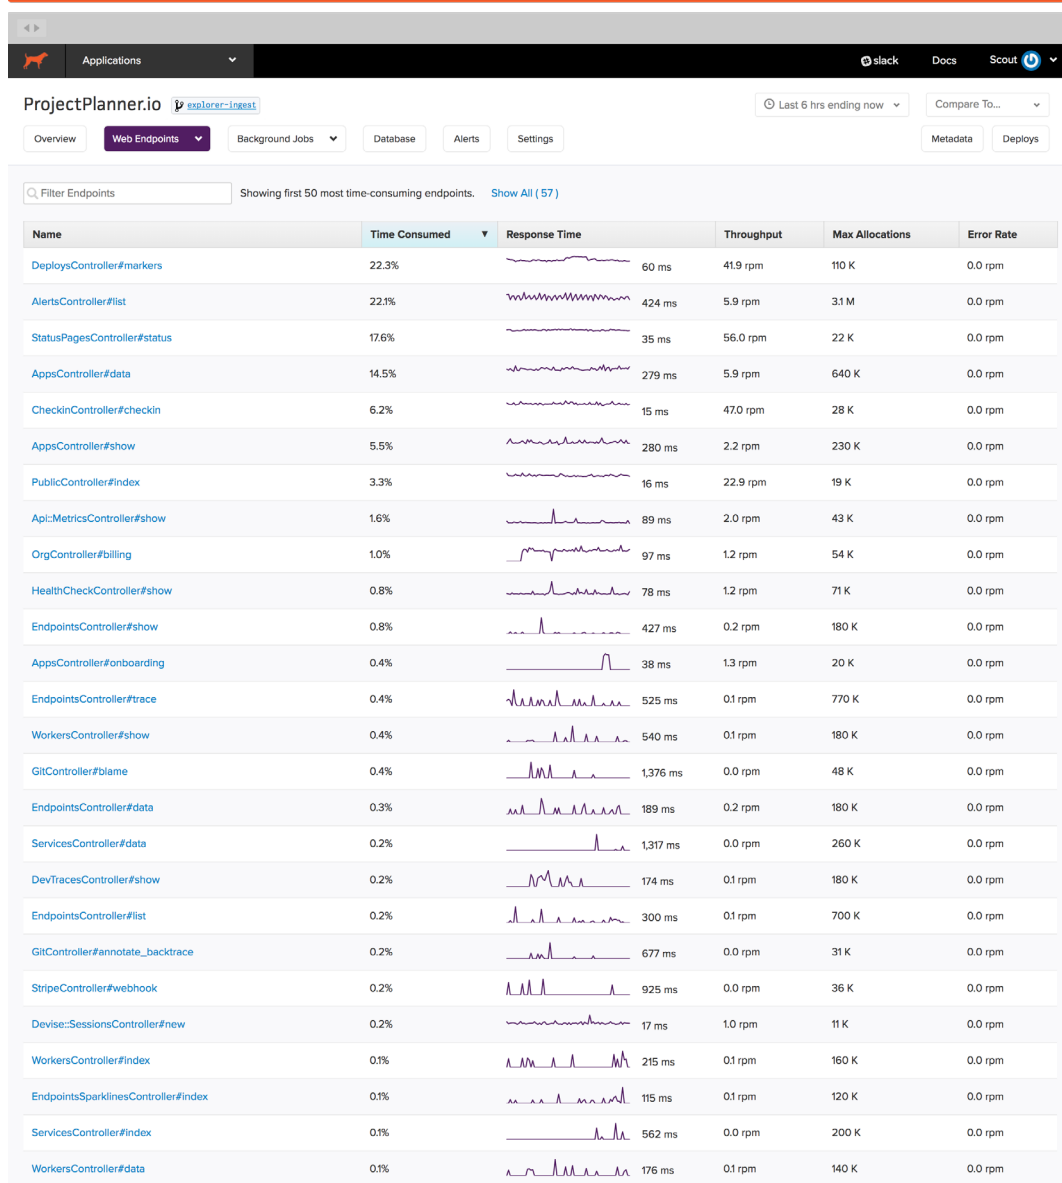 Applications slack Docs Scout
ProjectPlanner.io explorer-ingest Last 6 hrs ending now Compare To...
Overview Web Endpoints Background Jobs Database Alerts Settings Metadata Deploys
Filter Endpoints Showing first 50 most time-consuming endpoints. Show All ( 57 )
Name Time Consumed ▼ Response Time Throughput Max Allocations Error Rate
DeploysController#markers 22.3% 60 ms 41.9 rpm 110 K 0.0 rpm
AlertsController#list 22.1% 424 ms 5.9 rpm 3.1 M 0.0 rpm
StatusPagesController#status 17.6% 35 ms 56.0 rpm 22 K 0.0 rpm
AppsController#data 14.5% 279 ms 5.9 rpm 640 K 0.0 rpm
CheckinController#checkin 6.2% 15 ms 47.0 rpm 28 K 0.0 rpm
AppsController#show 5.5% 280 ms 2.2 rpm 230 K 0.0 rpm
PublicController#index 3.3% 16 ms 22.9 rpm 19 K 0.0 rpm
Api::MetricsController#show 1.6% 89 ms 2.0 rpm 43 K 0.0 rpm
OrgController#billing 1.0% 97 ms 1.2 rpm 54 K 0.0 rpm
HealthCheckController#show 0.8% 78 ms 1.2 rpm 71 K 0.0 rpm
EndpointsController#show 0.8% 427 ms 0.2 rpm 180 K 0.0 rpm
AppsController#onboarding 0.4% 38 ms 1.3 rpm 20 K 0.0 rpm
EndpointsController#trace 0.4% 525 ms 0.1 rpm 770 K 0.0 rpm
WorkersController#show 0.4% 540 ms 0.1 rpm 180 K 0.0 rpm
GitController#blame 0.4% 1,376 ms 0.0 rpm 48 K 0.0 rpm
EndpointsController#data 0.3% 189 ms 0.2 rpm 180 K 0.0 rpm
ServicesController#data 0.2% 1,317 ms 0.0 rpm 260 K 0.0 rpm
DevTracesController#show 0.2% 174 ms 0.1 rpm 180 K 0.0 rpm
EndpointsController#list 0.2% 300 ms 0.1 rpm 700 K 0.0 rpm
GitController#annotate_backtrace 0.2% 677 ms 0.0 rpm 31 K 0.0 rpm
StripeController#webhook 0.2% 925 ms 0.0 rpm 36 K 0.0 rpm
Devise::SessionsController#new 0.2% 17 ms 1.0 rpm 11 K 0.0 rpm
WorkersController#index 0.1% 215 ms 0.1 rpm 160 K 0.0 rpm
EndpointsSparklinesController#index 0.1% 115 ms 0.1 rpm 120 K 0.0 rpm
ServicesController#index 0.1% 562 ms 0.0 rpm 200 K 0.0 rpm
WorkersController#data 0.1% 176 ms 0.1 rpm 140 K 0.0 rpm